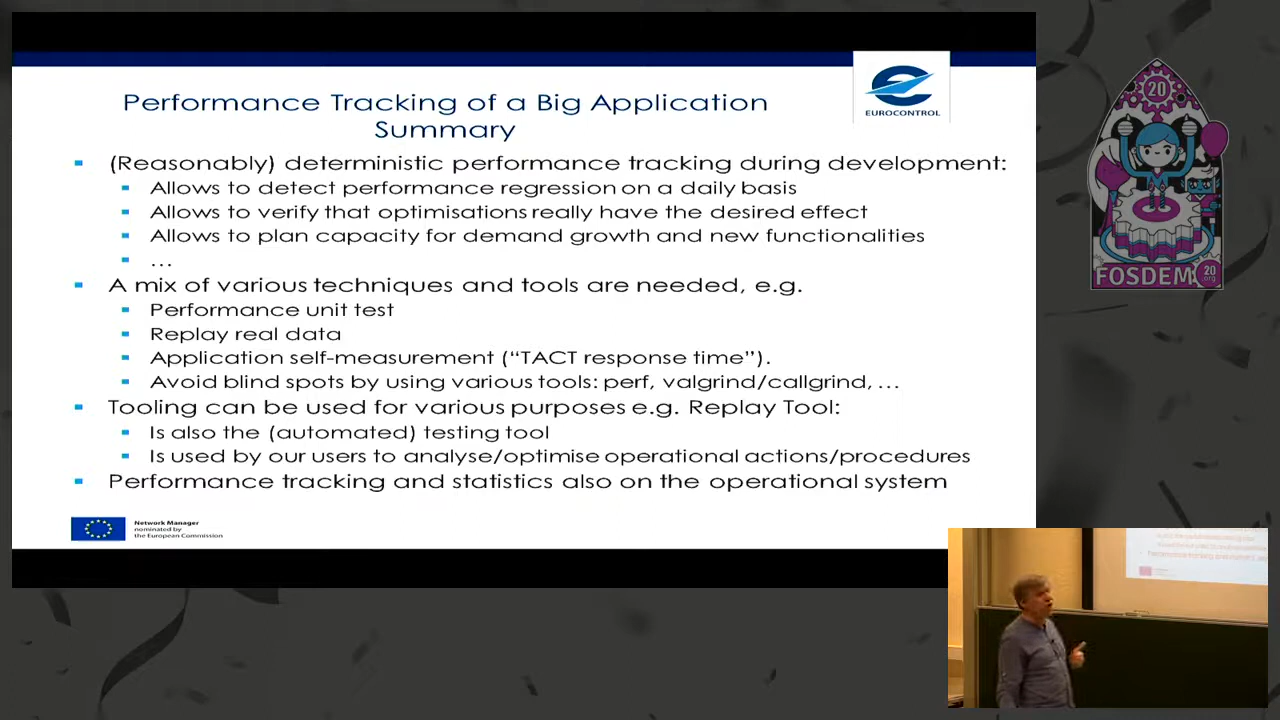 Performance Tracking of a Big Application
Summary
EUROCONTROL
(Reasonably) deterministic performance tracking during development:
Allows to detect performance regression on a daily basis
Allows to verify that optimisations really have the desired effect
Allows to plan capacity for demand growth and new functionalities
…
A mix of various techniques and tools are needed, e.g.
Performance unit test
Replay real data
Application self-measurement (“TACT response time”).
Avoid blind spots by using various tools: perf, valgrind/callgrind, …
Tooling can be used for various purposes e.g. Replay Tool:
Is also the (automated) testing tool
Is used by our users to analyse/optimise operational actions/procedures
Performance tracking and statistics also on the operational system
Network Manager
nominated by
the European Commission
20
FOSDEM
20
.org